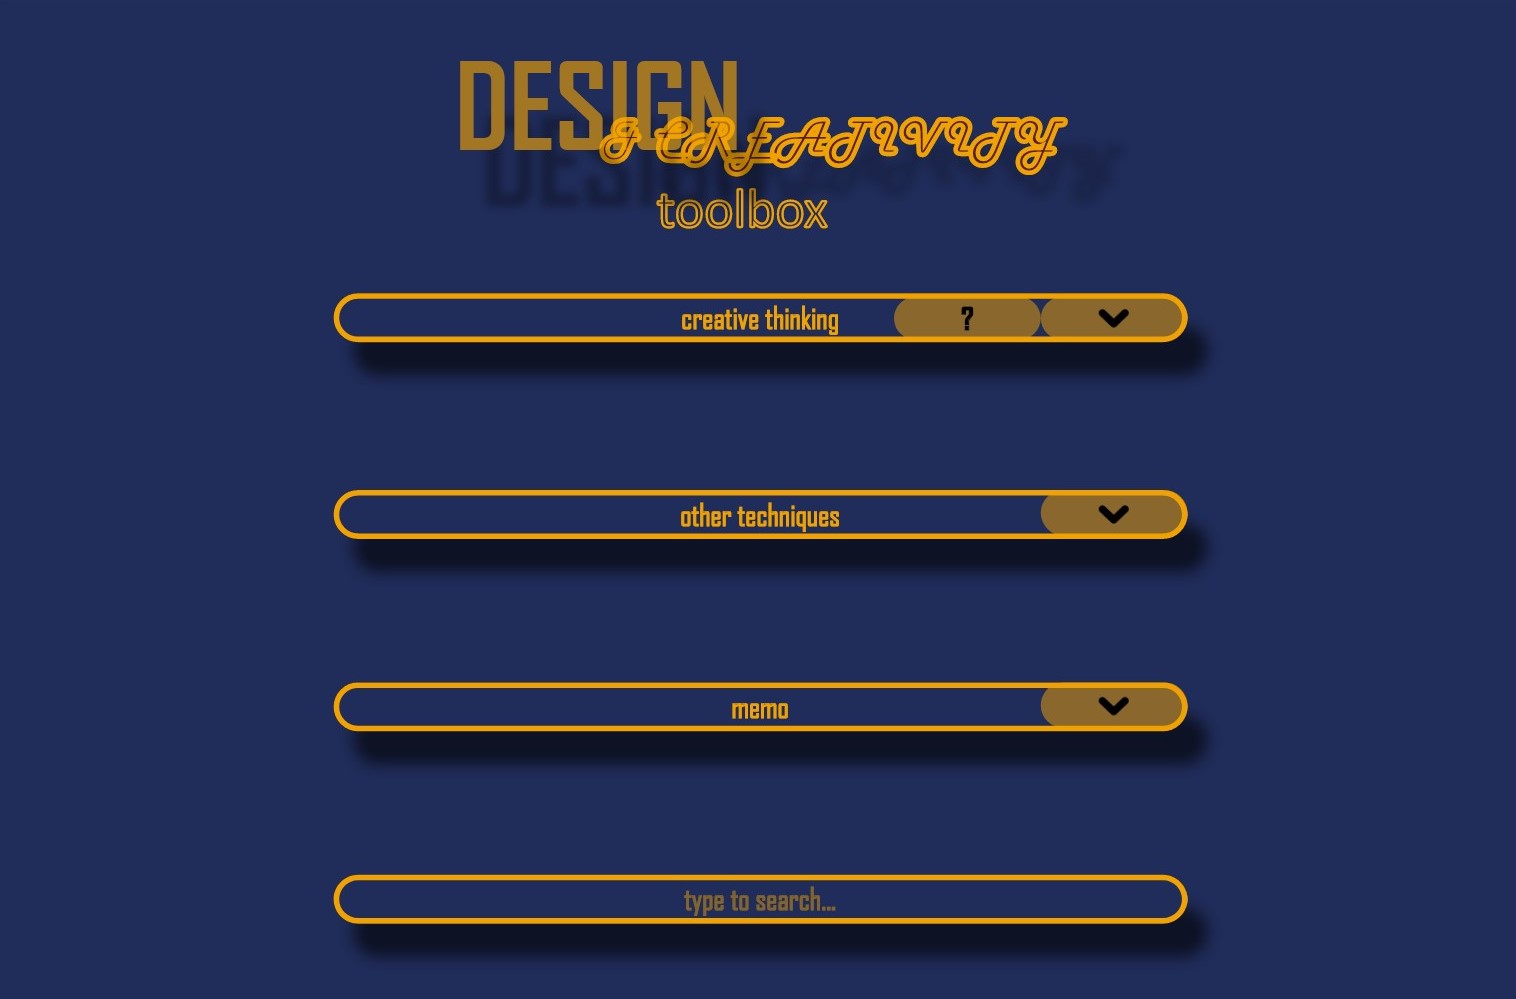 DESIGN
& CREATIVITY
toolbox
creative thinking ?
other techniques
memo
type to search...